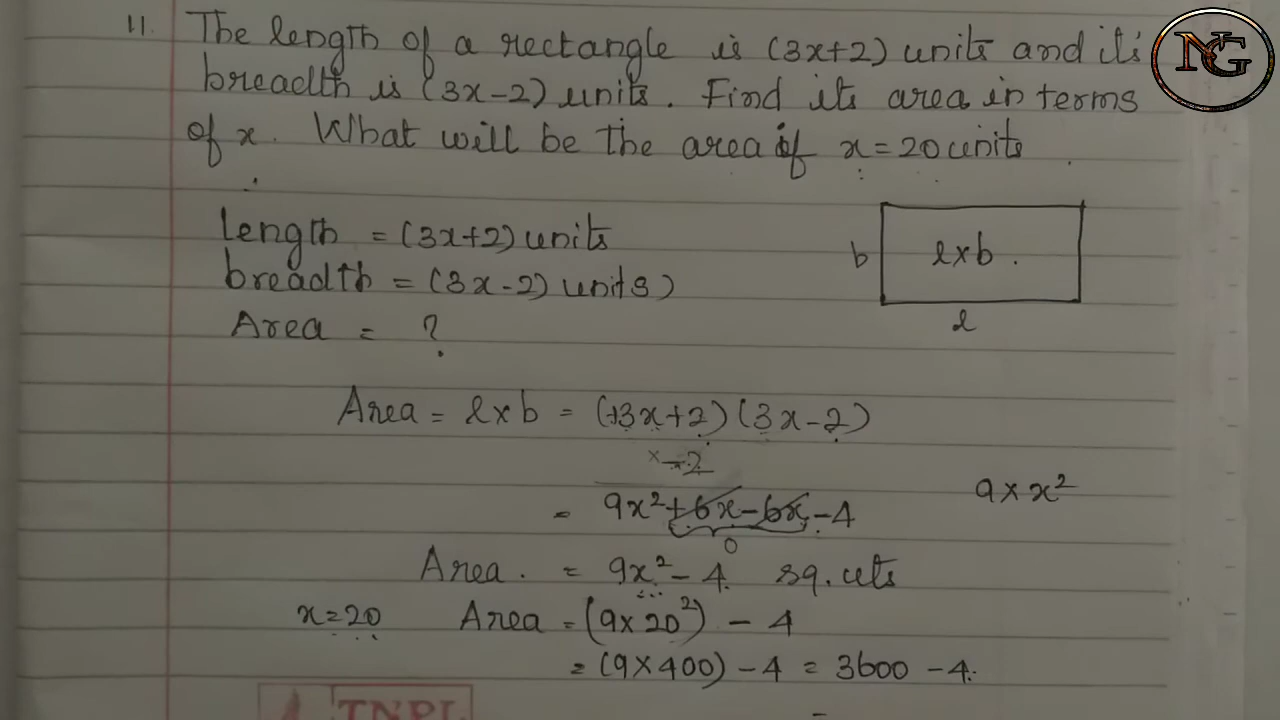 11. The length of a rectangle is (3x+2) units and its
breadth is (3x-2) units. Find its area in terms
of x. What will be the area if x=20 units
length = (3x+2) units
breadth = (3x-2) units)
Area = ?
b
l×b.
l
Area = l×b = (+3x+2)(3x-2)
× -2
= 9x²+6x-6x-4
9×x²
0
Area. = 9x²-4 sq. uts
x=20 Area = (9×20²) - 4
= (9×400) - 4 = 3600 - 4.
TNPL
NG